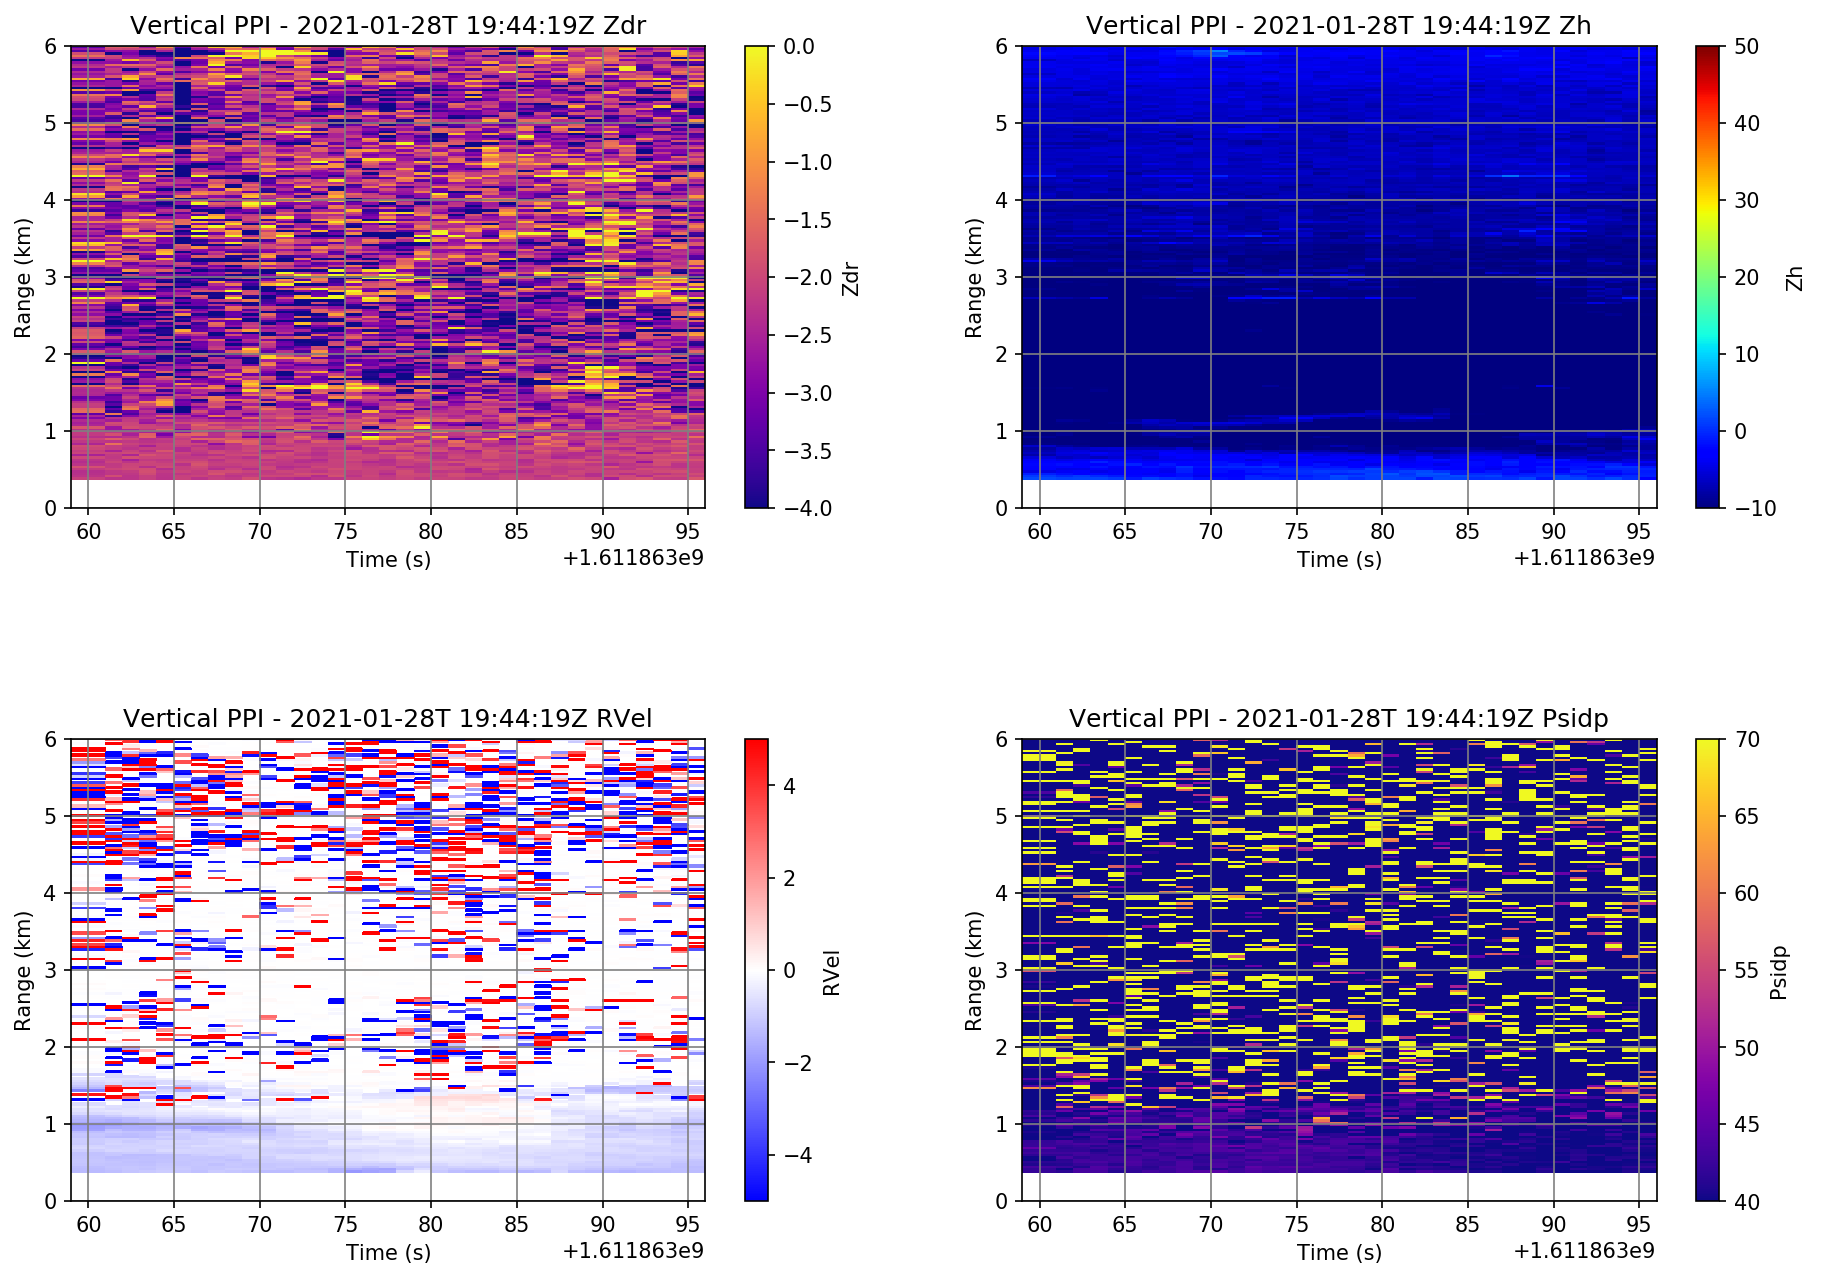 Vertical PPI - 2021-01-28T 19:44:19Z Zdr
6
5
4
3
2
1
0
Range (km)
60 65 70 75 80 85 90 95
Time (s)
+1.611863e9
0.0
−0.5
−1.0
−1.5
−2.0
−2.5
−3.0
−3.5
−4.0
Zdr
Vertical PPI - 2021-01-28T 19:44:19Z Zh
6
5
4
3
2
1
0
Range (km)
60 65 70 75 80 85 90 95
Time (s)
+1.611863e9
50
40
30
20
10
0
−10
Zh
Vertical PPI - 2021-01-28T 19:44:19Z RVel
6
5
4
3
2
1
0
Range (km)
60 65 70 75 80 85 90 95
Time (s)
+1.611863e9
4
2
0
−2
−4
RVel
Vertical PPI - 2021-01-28T 19:44:19Z Psidp
6
5
4
3
2
1
0
Range (km)
60 65 70 75 80 85 90 95
Time (s)
+1.611863e9
70
65
60
55
50
45
40
Psidp